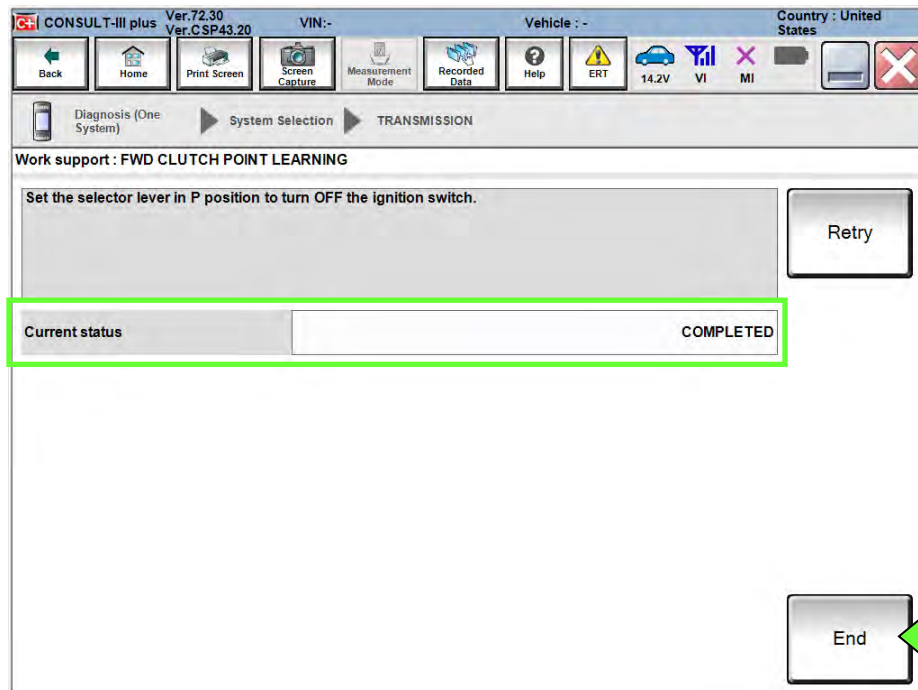 C+ CONSULT-III plus Ver.72.30 VIN:- Vehicle : - Country : United
Ver.CSP43.20 States
Back Home Print Screen Screen Capture Measurement Mode Recorded Data Help ERT 14.2V VI MI
Diagnosis (One
System) System Selection TRANSMISSION
Work support : FWD CLUTCH POINT LEARNING
Set the selector lever in P position to turn OFF the ignition switch.
Retry
Current status COMPLETED
End